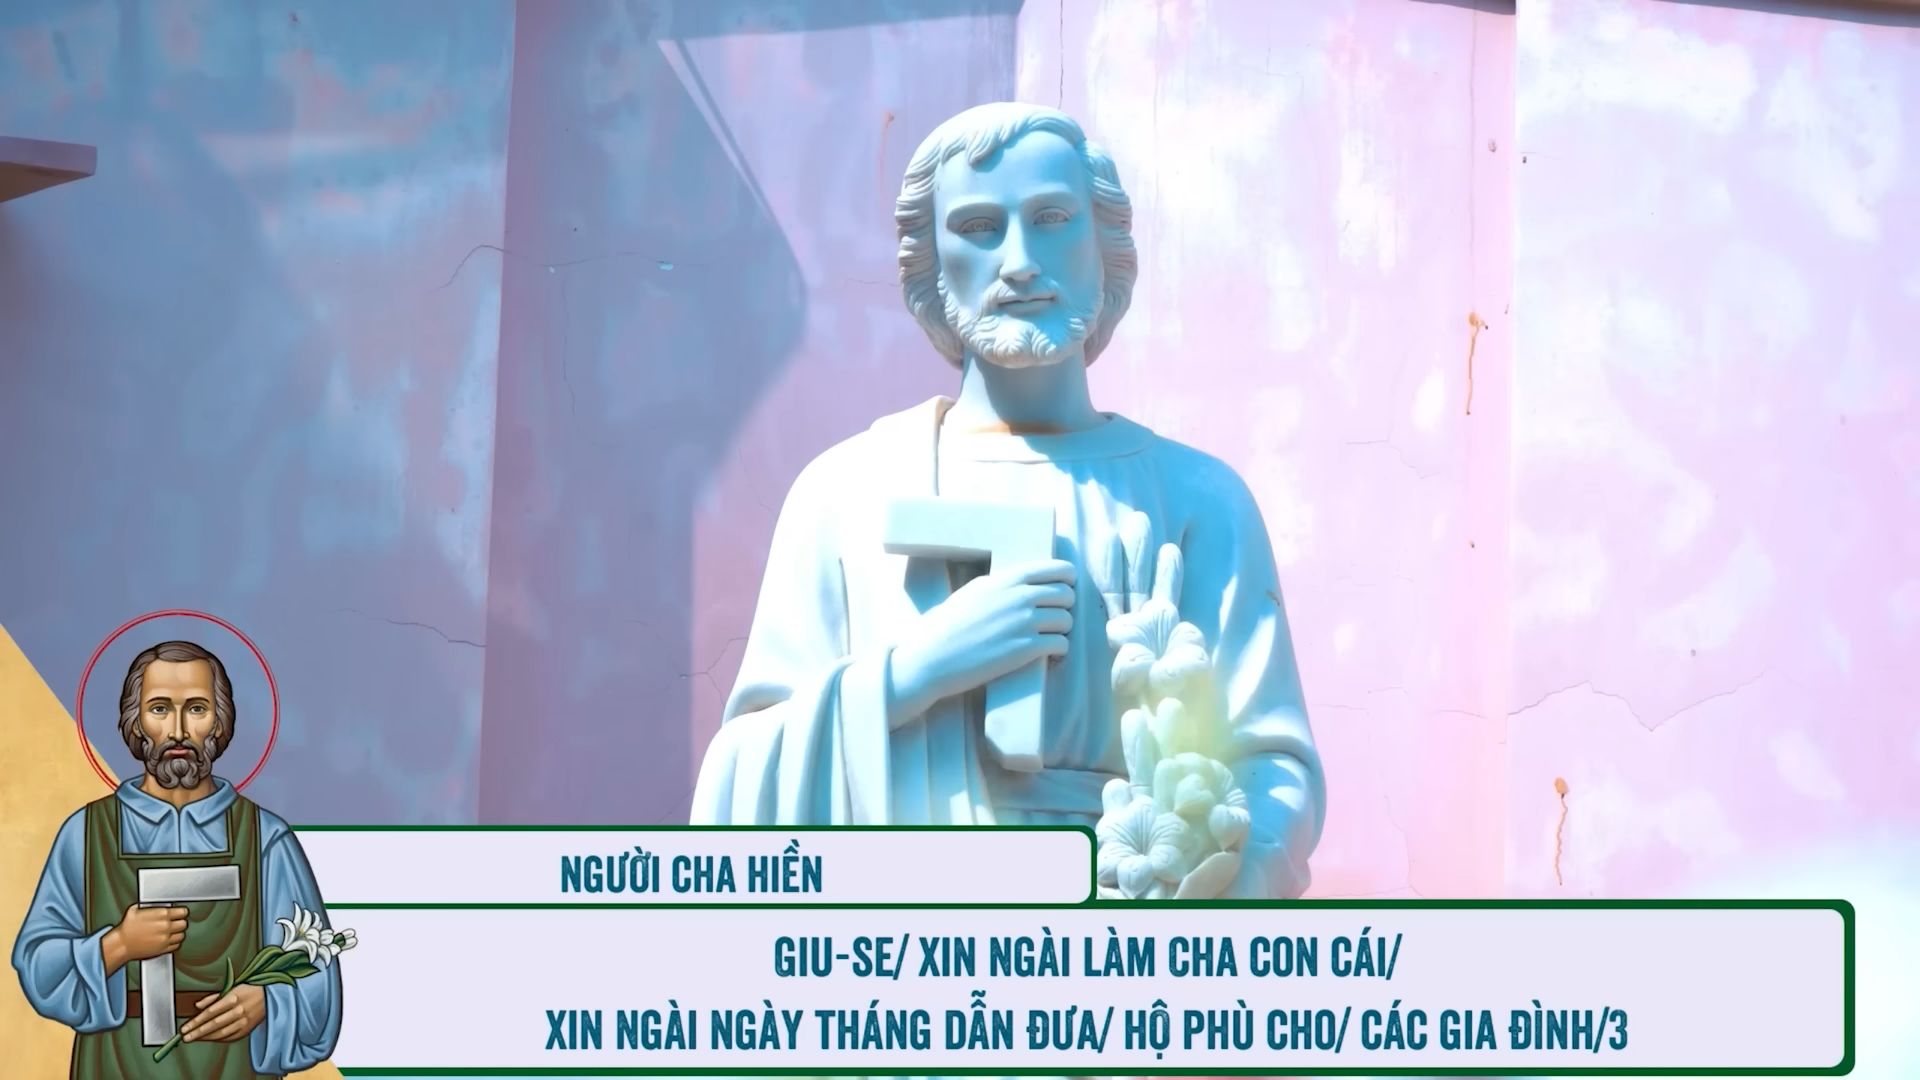 NGƯỜI CHA HIỀN
GIU-SE/ XIN NGÀI LÀM CHA CON CÁI/
XIN NGÀI NGÀY THÁNG DẪN ĐƯA/ HỘ PHÙ CHO/ CÁC GIA ĐÌNH/3